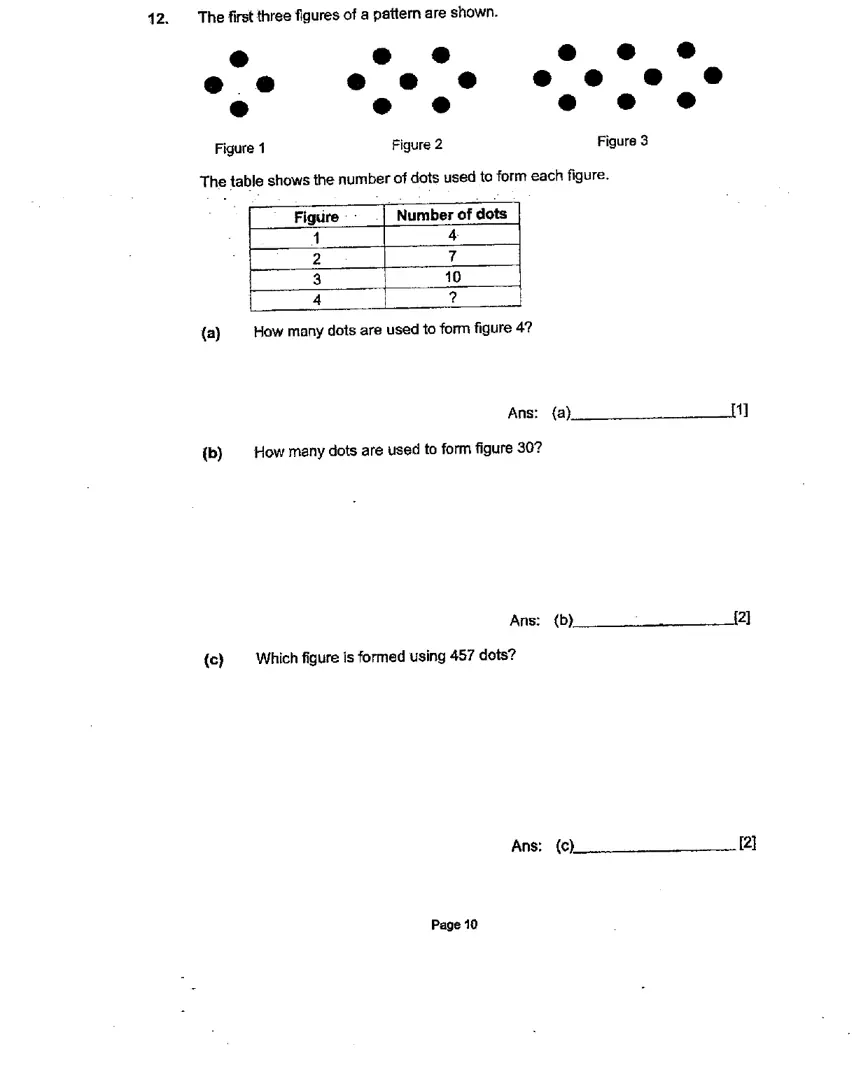 12. The first three figures of a pattern are shown.
Figure 1 Figure 2 Figure 3
The table shows the number of dots used to form each figure.
Figure Number of dots
1 4
2 7
3 10
4 ?
(a) How many dots are used to form figure 4?
Ans: (a)____________________[1]
(b) How many dots are used to form figure 30?
Ans: (b)____________________[2]
(c) Which figure is formed using 457 dots?
Ans: (c)____________________[2]
Page 10